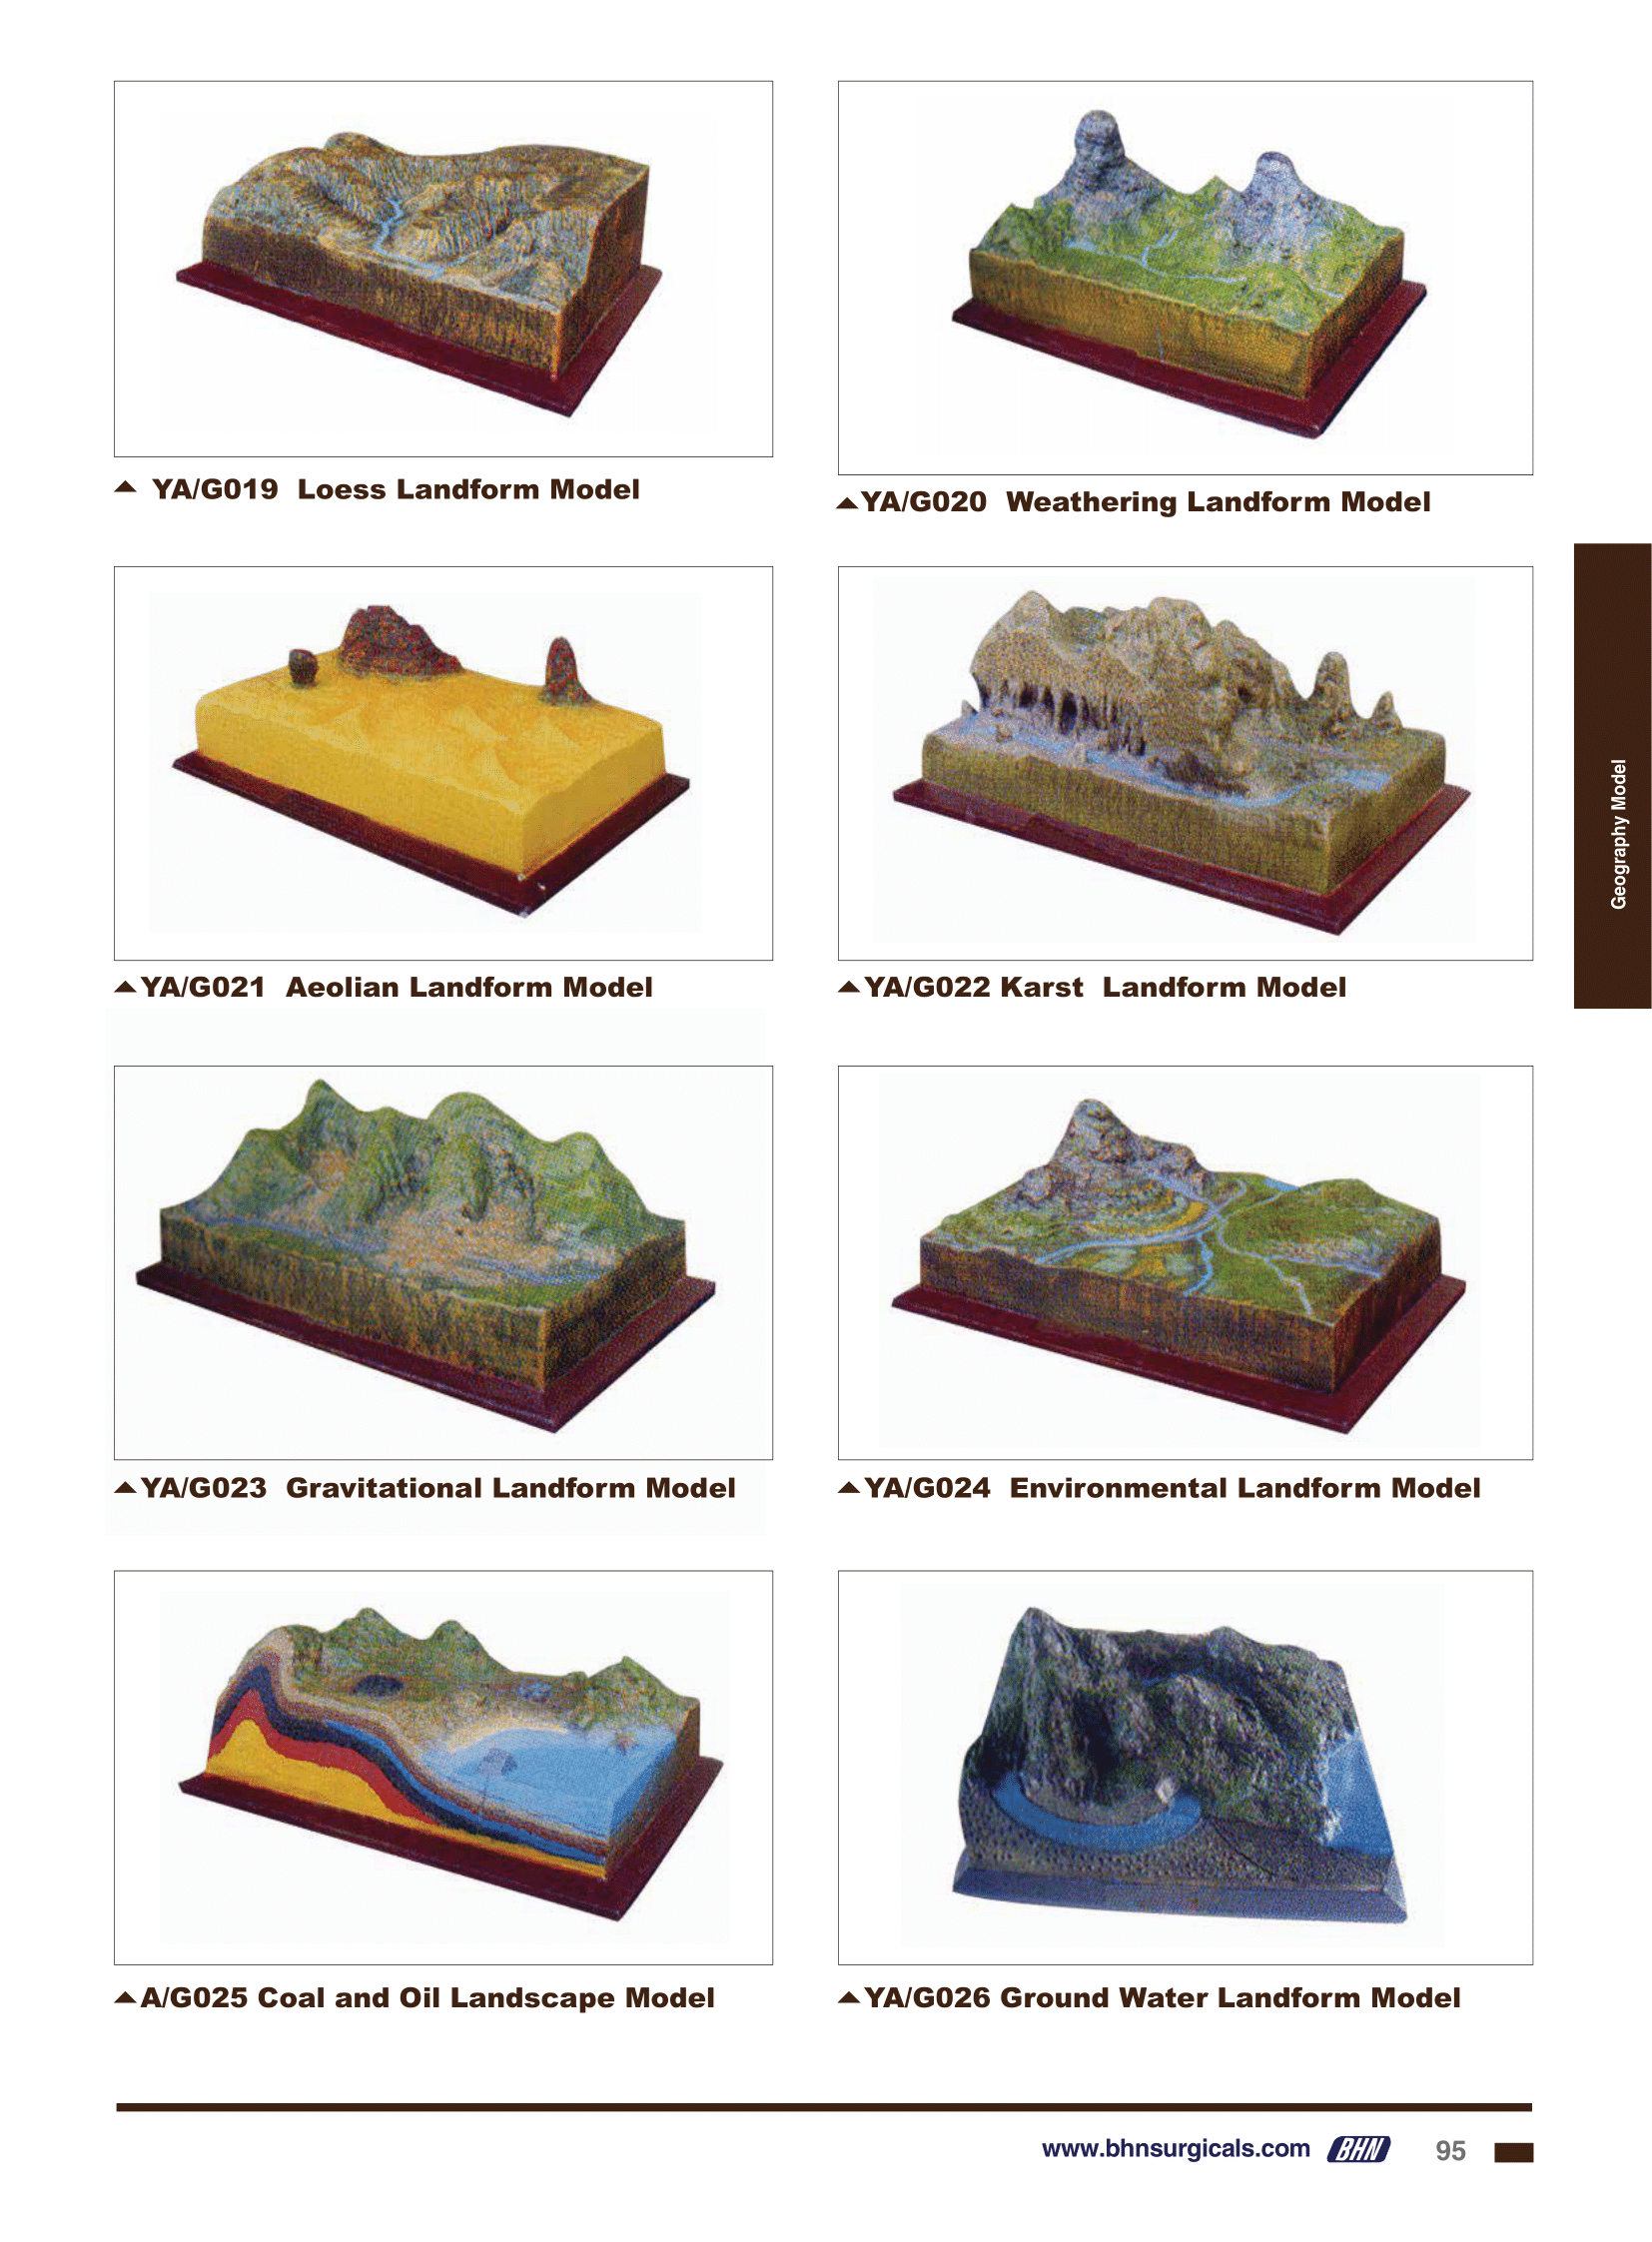 YA/G019 Loess Landform Model
YA/G020 Weathering Landform Model
YA/G021 Aeolian Landform Model
YA/G022 Karst Landform Model
YA/G023 Gravitational Landform Model
YA/G024 Environmental Landform Model
A/G025 Coal and Oil Landscape Model
YA/G026 Ground Water Landform Model
Geography Model
www.bhnsurgicals.com BHN 95